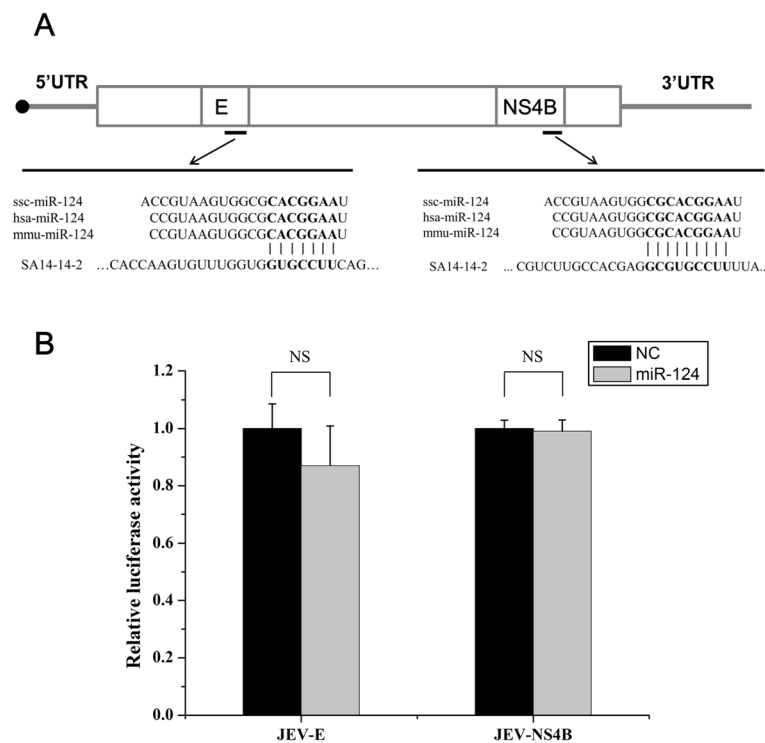 A
5'UTR
E
NS4B
3'UTR
ssc-miR-124 ACCGUAAGUGGCGCACGGAAU
hsa-miR-124 CCGUAAGUGGCGCACGGAAU
mmu-miR-124 CCGUAAGUGGCGCACGGAAU
SA14-14-2 …CACCAAGUGUUUGGUGGUGCCUUCAG…
ssc-miR-124 ACCGUAAGUGGCGCACGGAAU
hsa-miR-124 CCGUAAGUGGCGCACGGAAU
mmu-miR-124 CCGUAAGUGGCGCACGGAAU
SA14-14-2 ... CGUCUUGCCACGAGGCGUGCCUUUUA..
B
NC
miR-124
NS
NS
Relative luciferase activity
1.2
1.0
0.8
0.6
0.4
0.2
0.0
JEV-E
JEV-NS4B